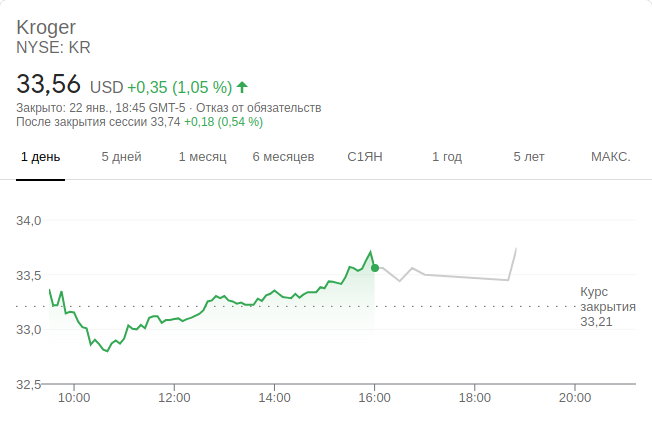 Kroger
NYSE: KR
33,56 USD +0,35 (1,05 %)
Закрыто: 22 янв., 18:45 GMT-5 · Отказ от обязательств
После закрытия сессии 33,74 +0,18 (0,54 %)
1 день 5 дней 1 месяц 6 месяцев С1ЯН 1 год 5 лет МАКС.
34,0
33,5
Курс
закрытия
33,21
33,0
32,5
10:00 12:00 14:00 16:00 18:00 20:00